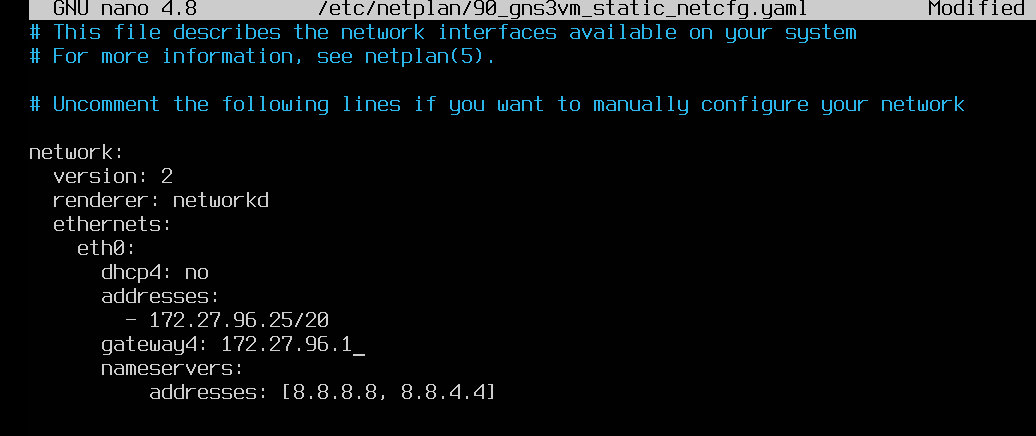 GNU nano 4.8 /etc/netplan/90_gns3vm_static_netcfg.yaml Modified
# This file describes the network interfaces available on your system
# For more information, see netplan(5).
# Uncomment the following lines if you want to manually configure your network
network:
  version: 2
  renderer: networkd
  ethernets:
    eth0:
      dhcp4: no
      addresses:
        - 172.27.96.25/20
      gateway4: 172.27.96.1_
      nameservers:
          addresses: [8.8.8.8, 8.8.4.4]